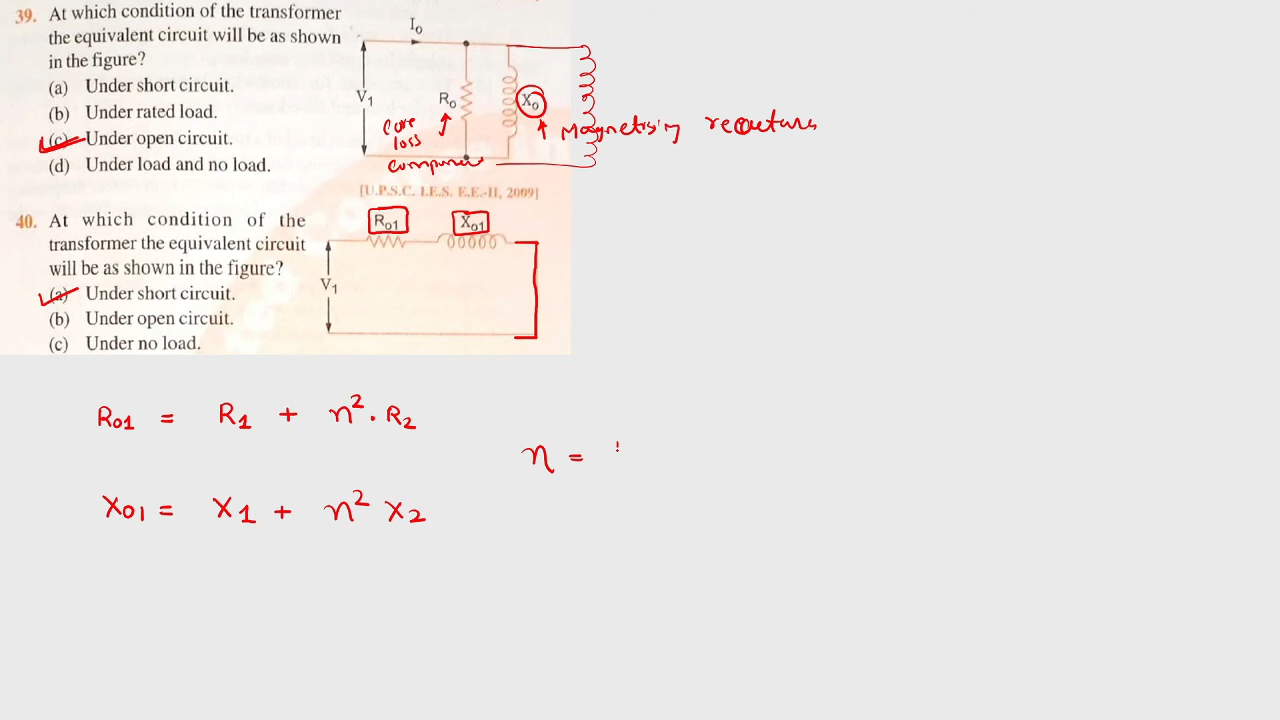 39. At which condition of the transformer
the equivalent circuit will be as shown
in the figure?
(a) Under short circuit.
(b) Under rated load.
(c) Under open circuit.
(d) Under load and no load.
I₀
V₁
R₀
X₀
core
loss
Magnetising
[U.P.S.C. I.E.S. E.E.-II, 2009]
40. At which condition of the
transformer the equivalent circuit
will be as shown in the figure?
(a) Under short circuit.
(b) Under open circuit.
(c) Under no load.
R₀₁ X₀₁
V₁
R₀₁ = R₁ + n². R₂
n =
X₀₁ = X₁ + n² X₂